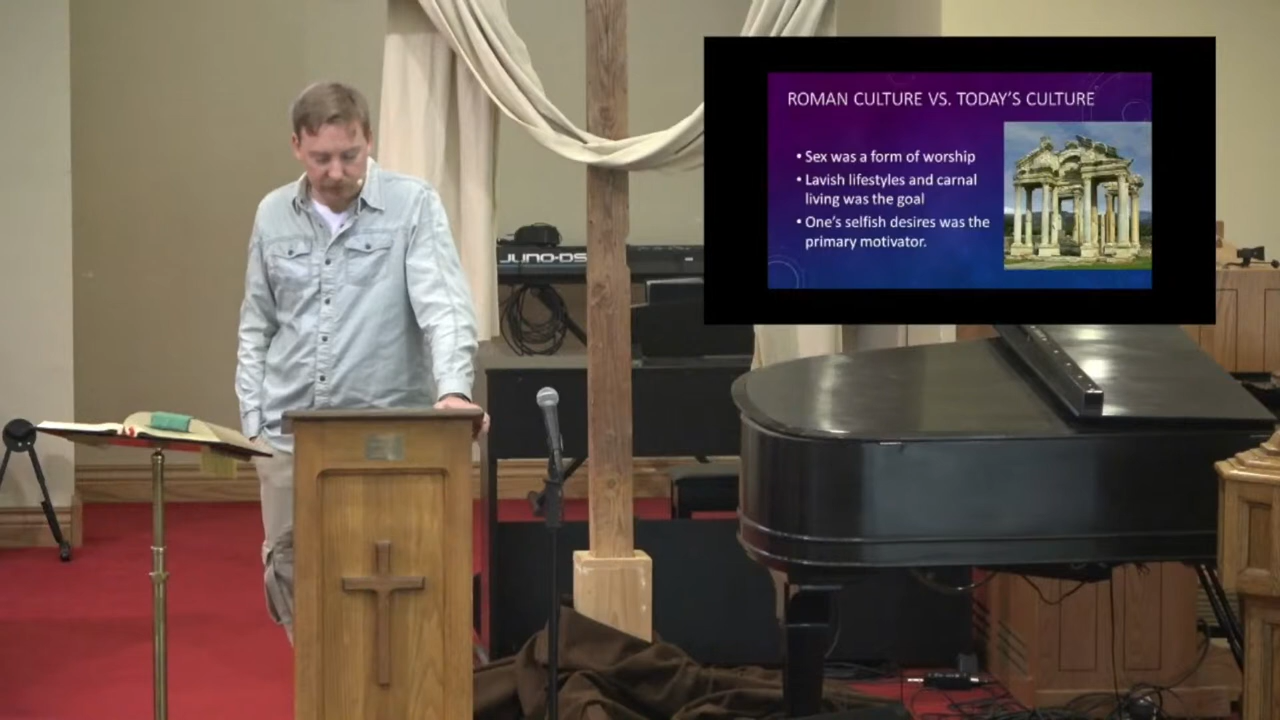 ROMAN CULTURE VS. TODAY'S CULTURE
• Sex was a form of worship
• Lavish lifestyles and carnal
living was the goal
• One's selfish desires was the
primary motivator.
JUNO-DS